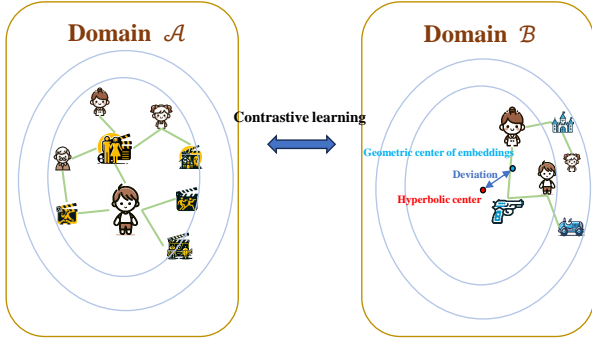 Domain 𝒜
Domain ℬ
Contrastive learning
Geometric center of embeddings
Deviation
Hyperbolic center